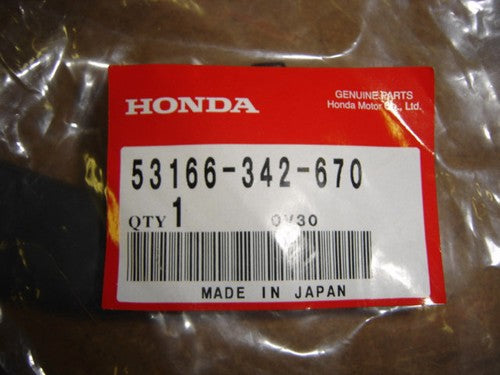 HONDA
GENUINE PARTS
Honda Motor Co., Ltd.
53166-342-670
QTY 1 0V30
MADE IN JAPAN